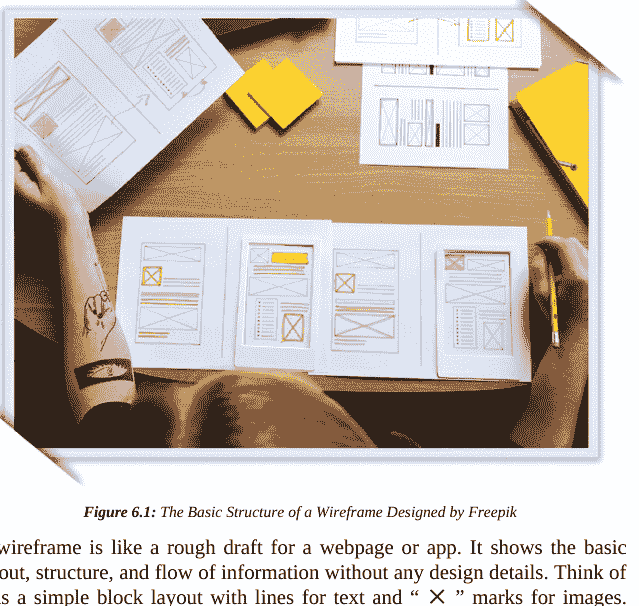 Figure 6.1: The Basic Structure of a Wireframe Designed by Freepik
wireframe is like a rough draft for a webpage or app. It shows the basic
out, structure, and flow of information without any design details. Think of
s a simple block layout with lines for text and “ ✕ ” marks for images.